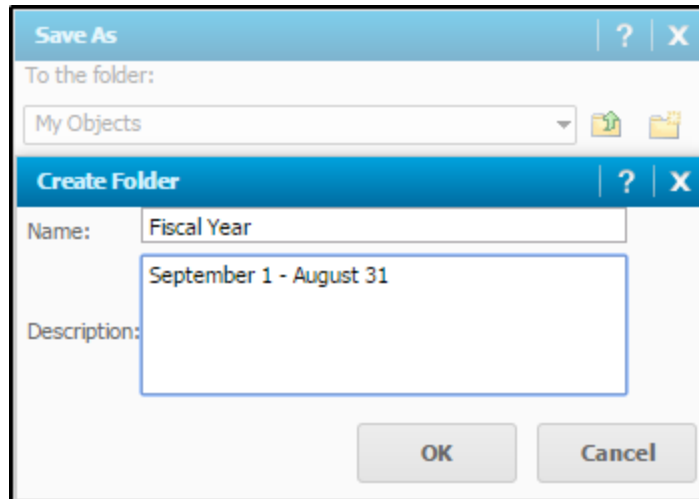 Save As ? X
To the folder:
My Objects
Create Folder ? X
Name: Fiscal Year
September 1 - August 31
Description:
OK Cancel